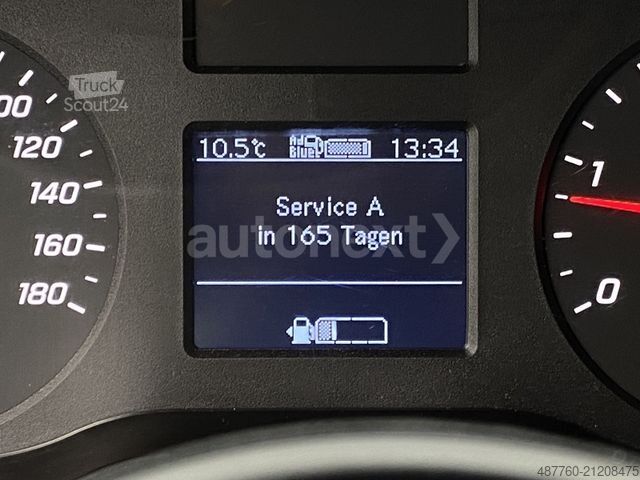 Truck
Scout24
10.5°C AdBlue 13:34
Service A
in 165 Tagen
autonext
120
140
160
180
1
0
487760-21208475